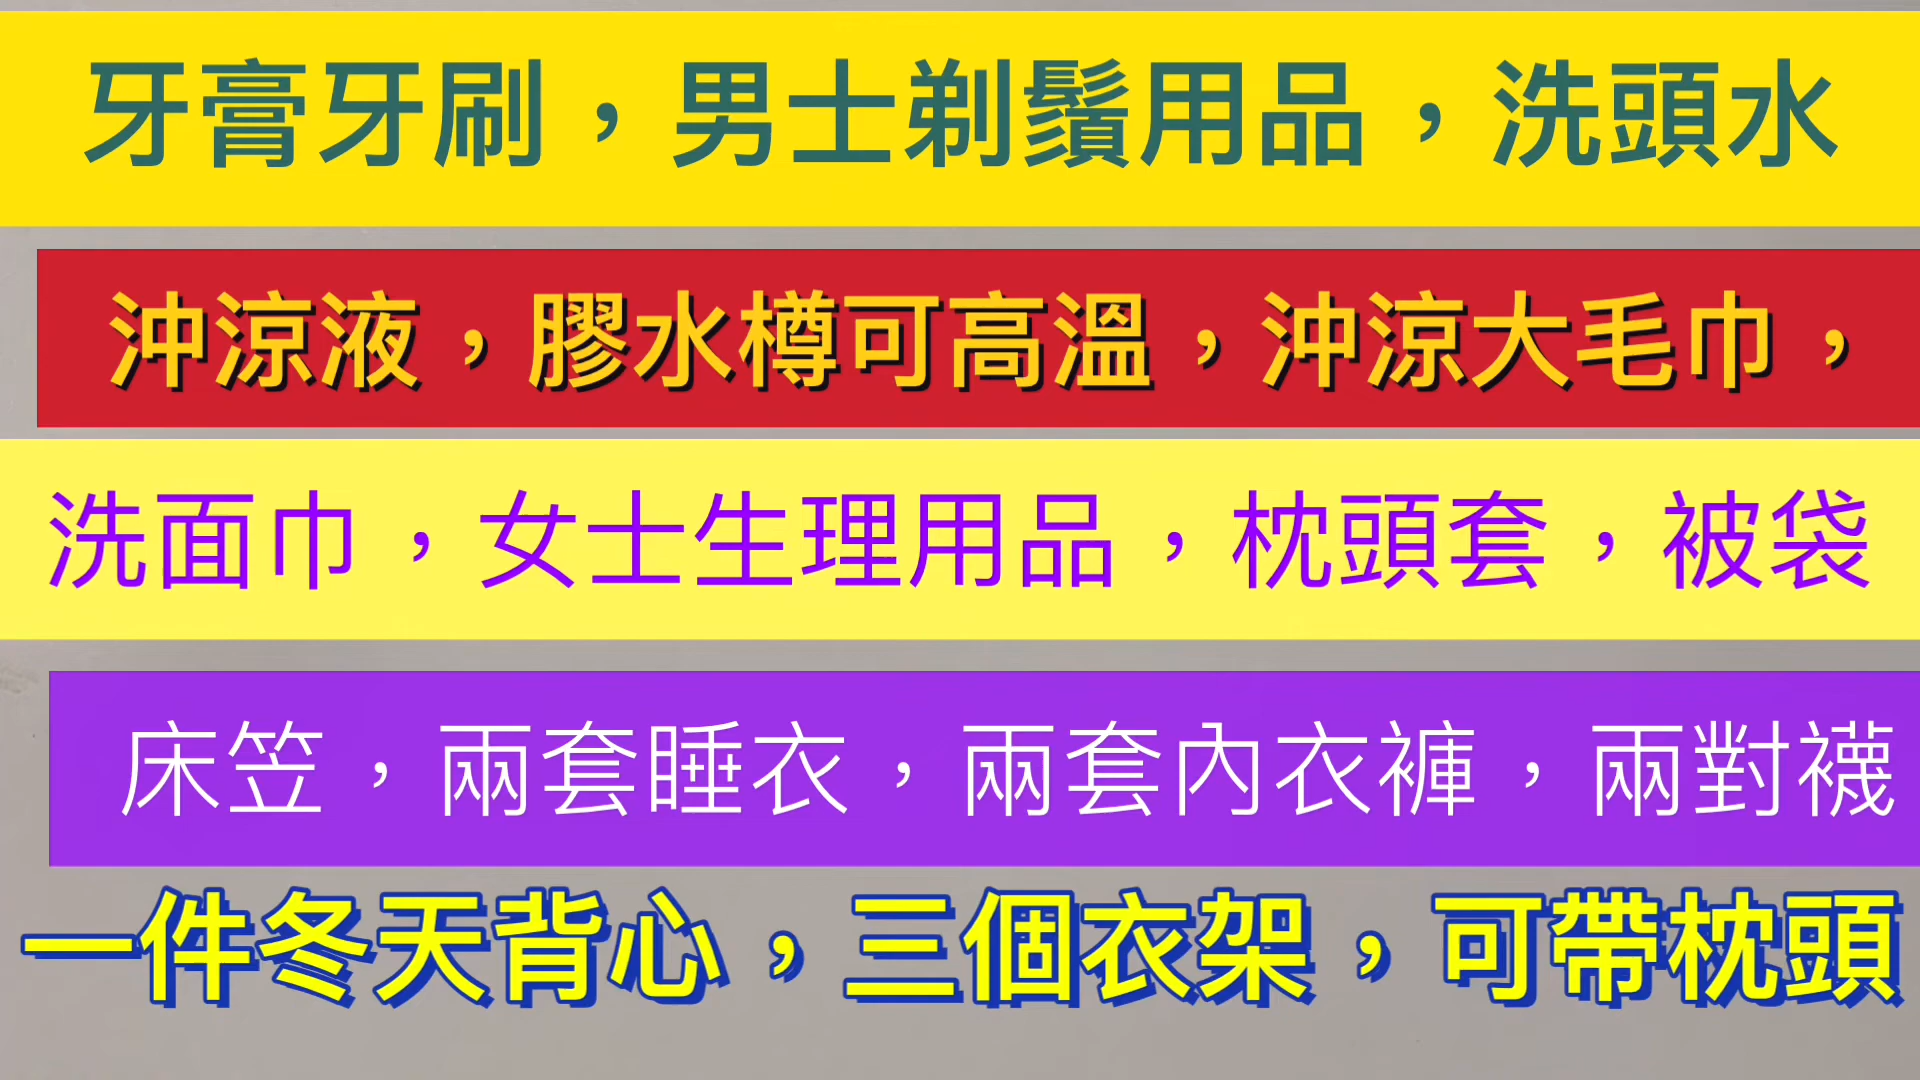 牙膏牙刷，男士剃鬚用品，洗頭水
沖涼液，膠水樽可高溫，沖涼大毛巾，
洗面巾，女士生理用品，枕頭套，被袋
床笠，兩套睡衣，兩套內衣褲，兩對襪
一件冬天背心，三個衣架，可帶枕頭